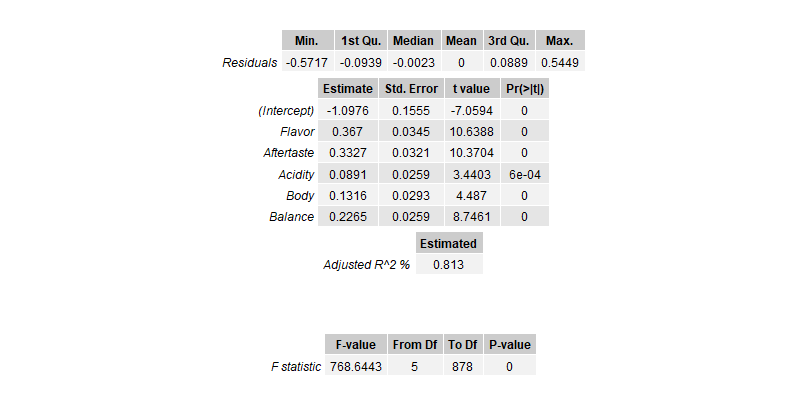 Min. 1st Qu. Median Mean 3rd Qu. Max.
Residuals -0.5717 -0.0939 -0.0023 0 0.0889 0.5449
Estimate Std. Error t value Pr(>|t|)
(Intercept) -1.0976 0.1555 -7.0594 0
Flavor 0.367 0.0345 10.6388 0
Aftertaste 0.3327 0.0321 10.3704 0
Acidity 0.0891 0.0259 3.4403 6e-04
Body 0.1316 0.0293 4.487 0
Balance 0.2265 0.0259 8.7461 0
Estimated
Adjusted R^2 % 0.813
F-value From Df To Df P-value
F statistic 768.6443 5 878 0